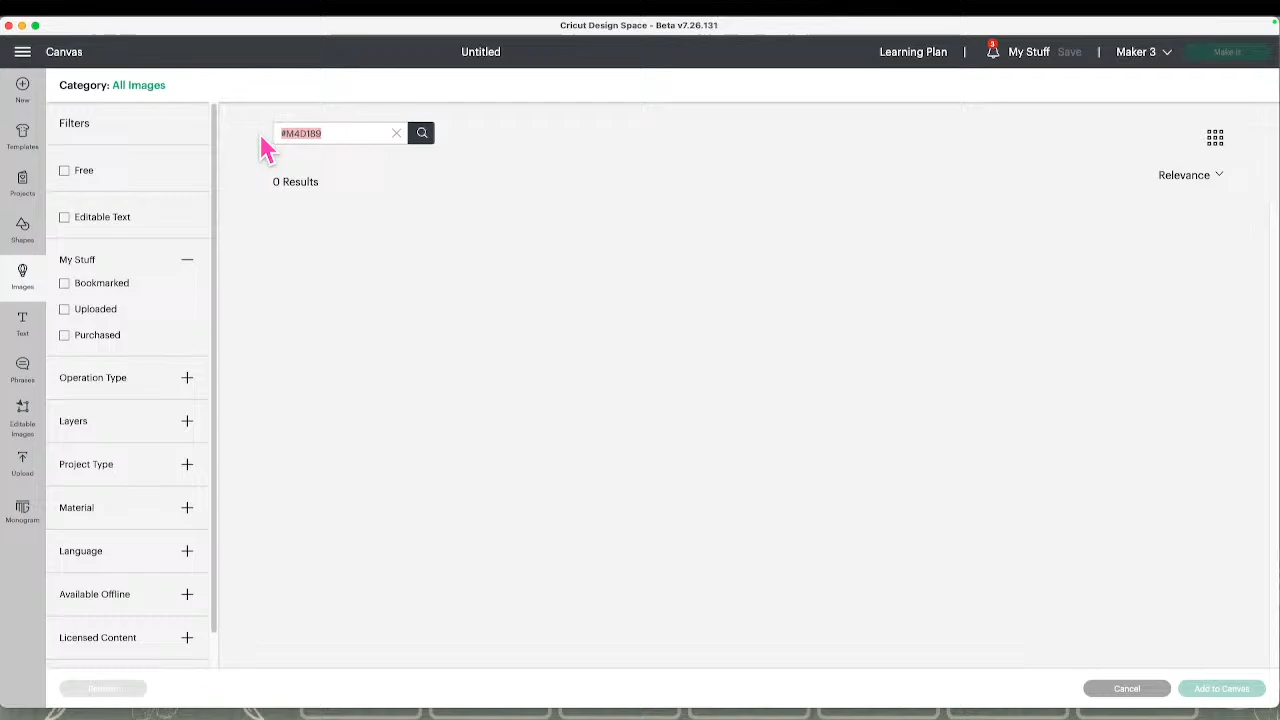 Cricut Design Space - Beta v7.26.131
Canvas
Untitled
Learning Plan | 3 My Stuff Save | Maker 3 Make It
New
Templates
Projects
Shapes
Images
Text
Phrases
Editable
Images
Upload
Monogram
Category: All Images
Filters
Free
Editable Text
My Stuff
Bookmarked
Uploaded
Purchased
Operation Type
Layers
Project Type
Material
Language
Available Offline
Licensed Content
#M4D189
0 Results
Relevance
Cancel
Add to Canvas